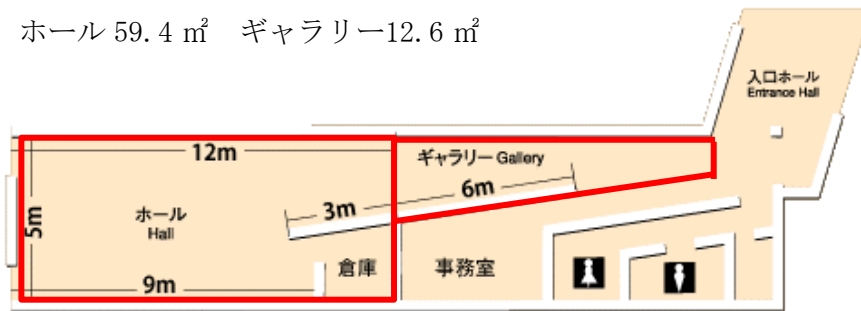 ホール 59.4 ㎡　ギャラリー12.6 ㎡
入口ホール
Entrance Hall
12m
ギャラリー Gallery
6m
3m
5m
ホール
Hall
倉庫
事務室
9m